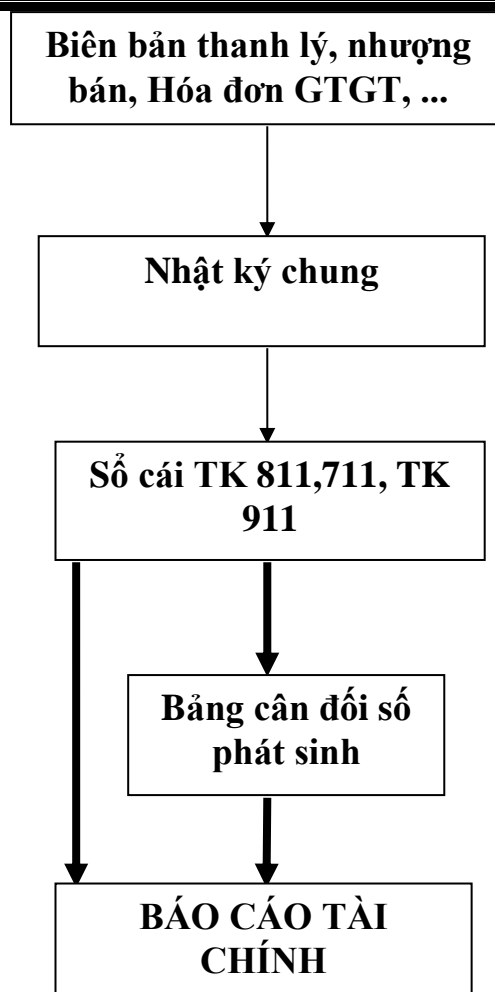 Biên bản thanh lý, nhượng
bán, Hóa đơn GTGT, ...
Nhật ký chung
Sổ cái TK 811,711, TK
911
Bảng cân đối số
phát sinh
BÁO CÁO TÀI
CHÍNH